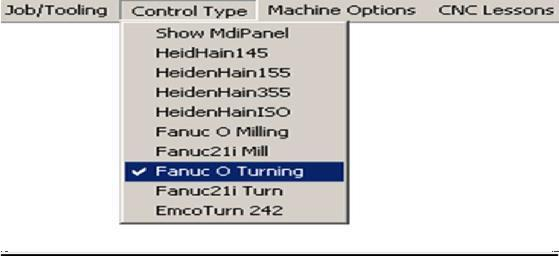 Job/Tooling Control Type Machine Options CNC Lessons
Show MdiPanel
HeidHain145
HeidenHain155
HeidenHain355
HeidenHainISO
Fanuc O Milling
Fanuc21i Mill
Fanuc O Turning
Fanuc21i Turn
EmcoTurn 242